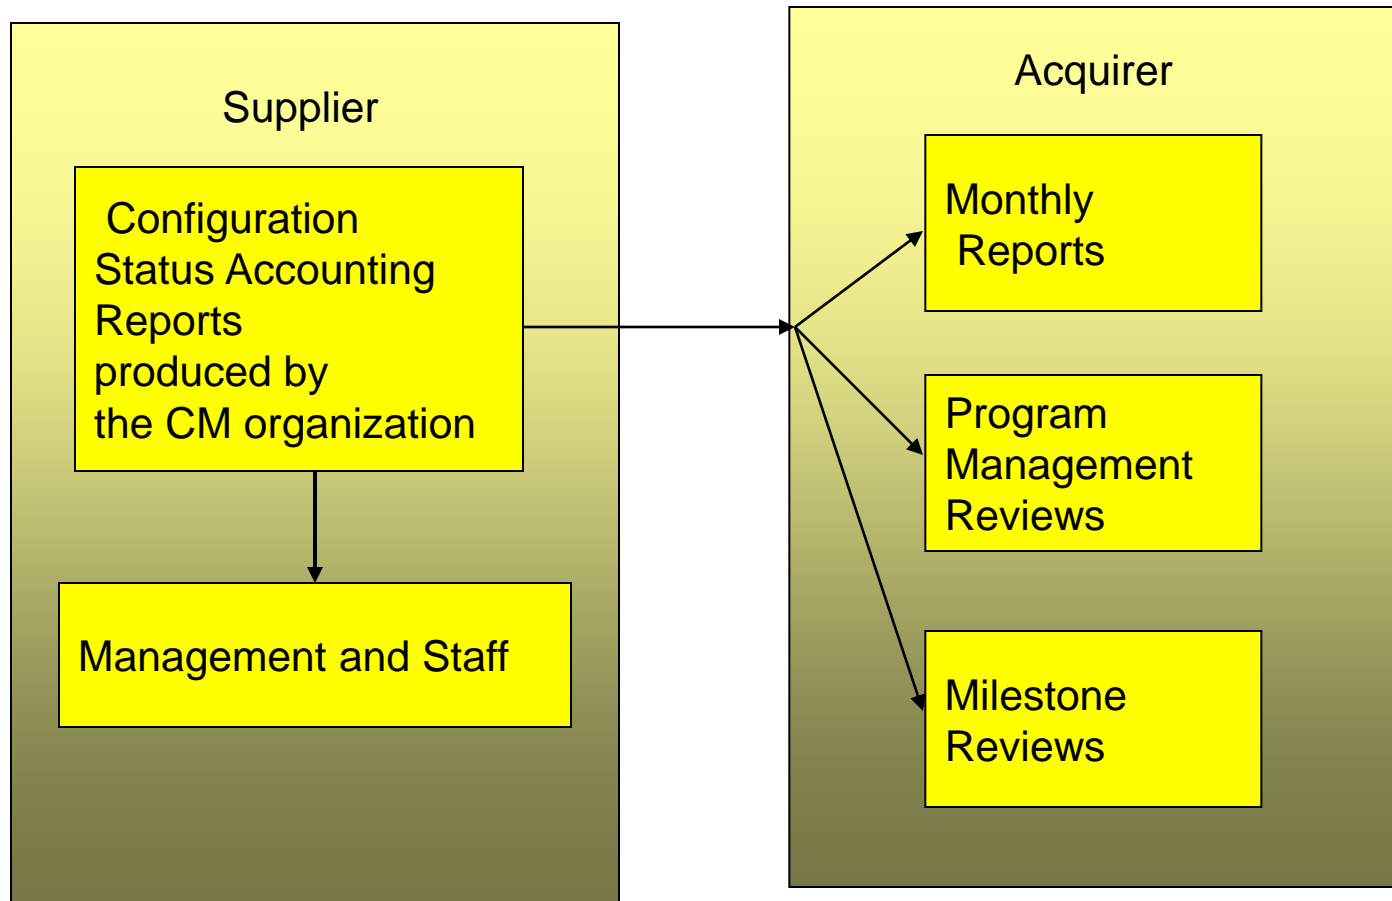 Supplier
Configuration
Status Accounting
Reports
produced by
the CM organization
Management and Staff
Acquirer
Monthly
Reports
Program
Management
Reviews
Milestone
Reviews